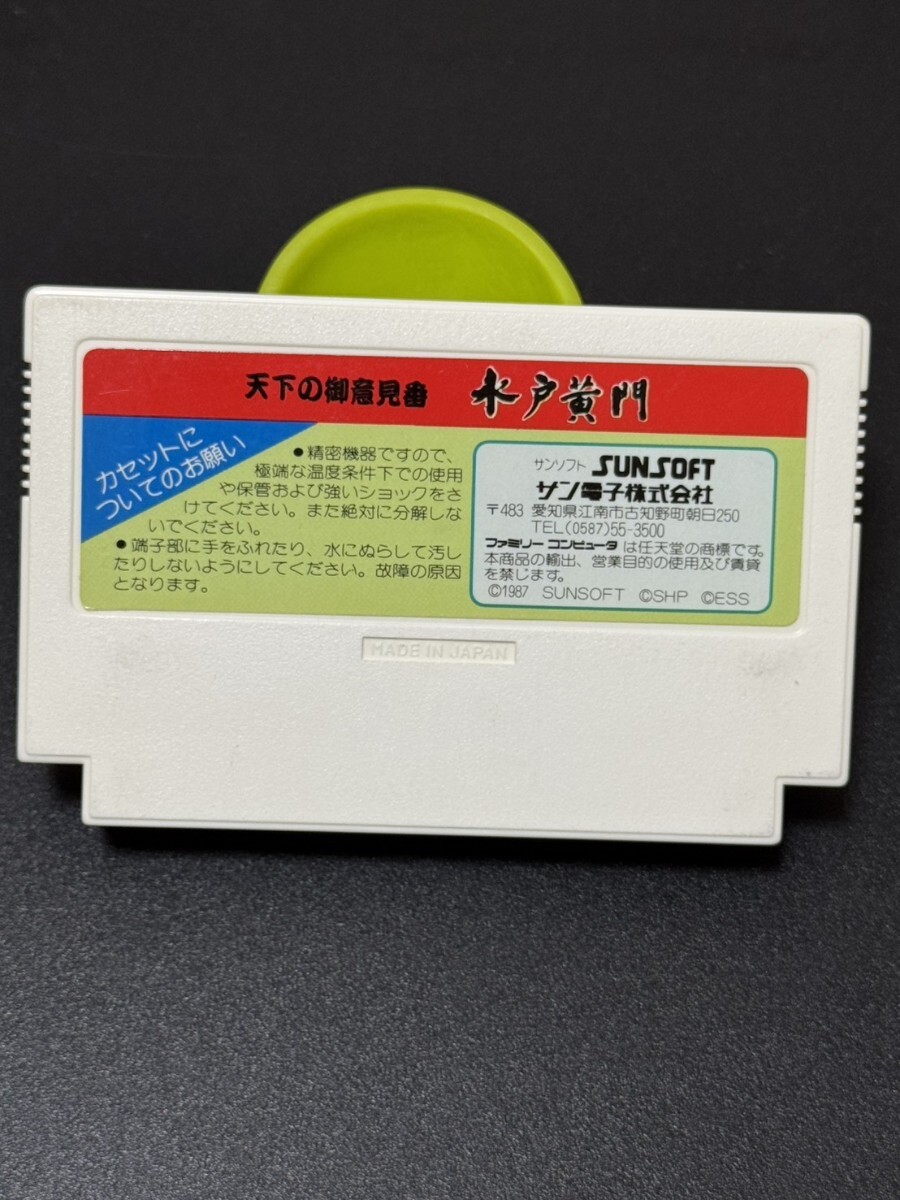 天下の御意見番 水戸黄門
カセットに
ついてのお願い
●精密機器ですので、
極端な温度条件下での使用
や保管および強いショックをさ
けてください。また絶対に分解しな
いでください。
●端子部に手をふれたり、水にぬらして汚し
たりしないようにしてください。故障の原因
となります。
サンソフト SUNSOFT
サン電子株式会社
〒483 愛知県江南市古知野町朝日250
TEL(0587)55-3500
ファミリーコンピュータは任天堂の商標です。
本商品の輸出、営業目的の使用及び賃貸
を禁じます。
©1987 SUNSOFT ©SHP ©ESS
MADE IN JAPAN